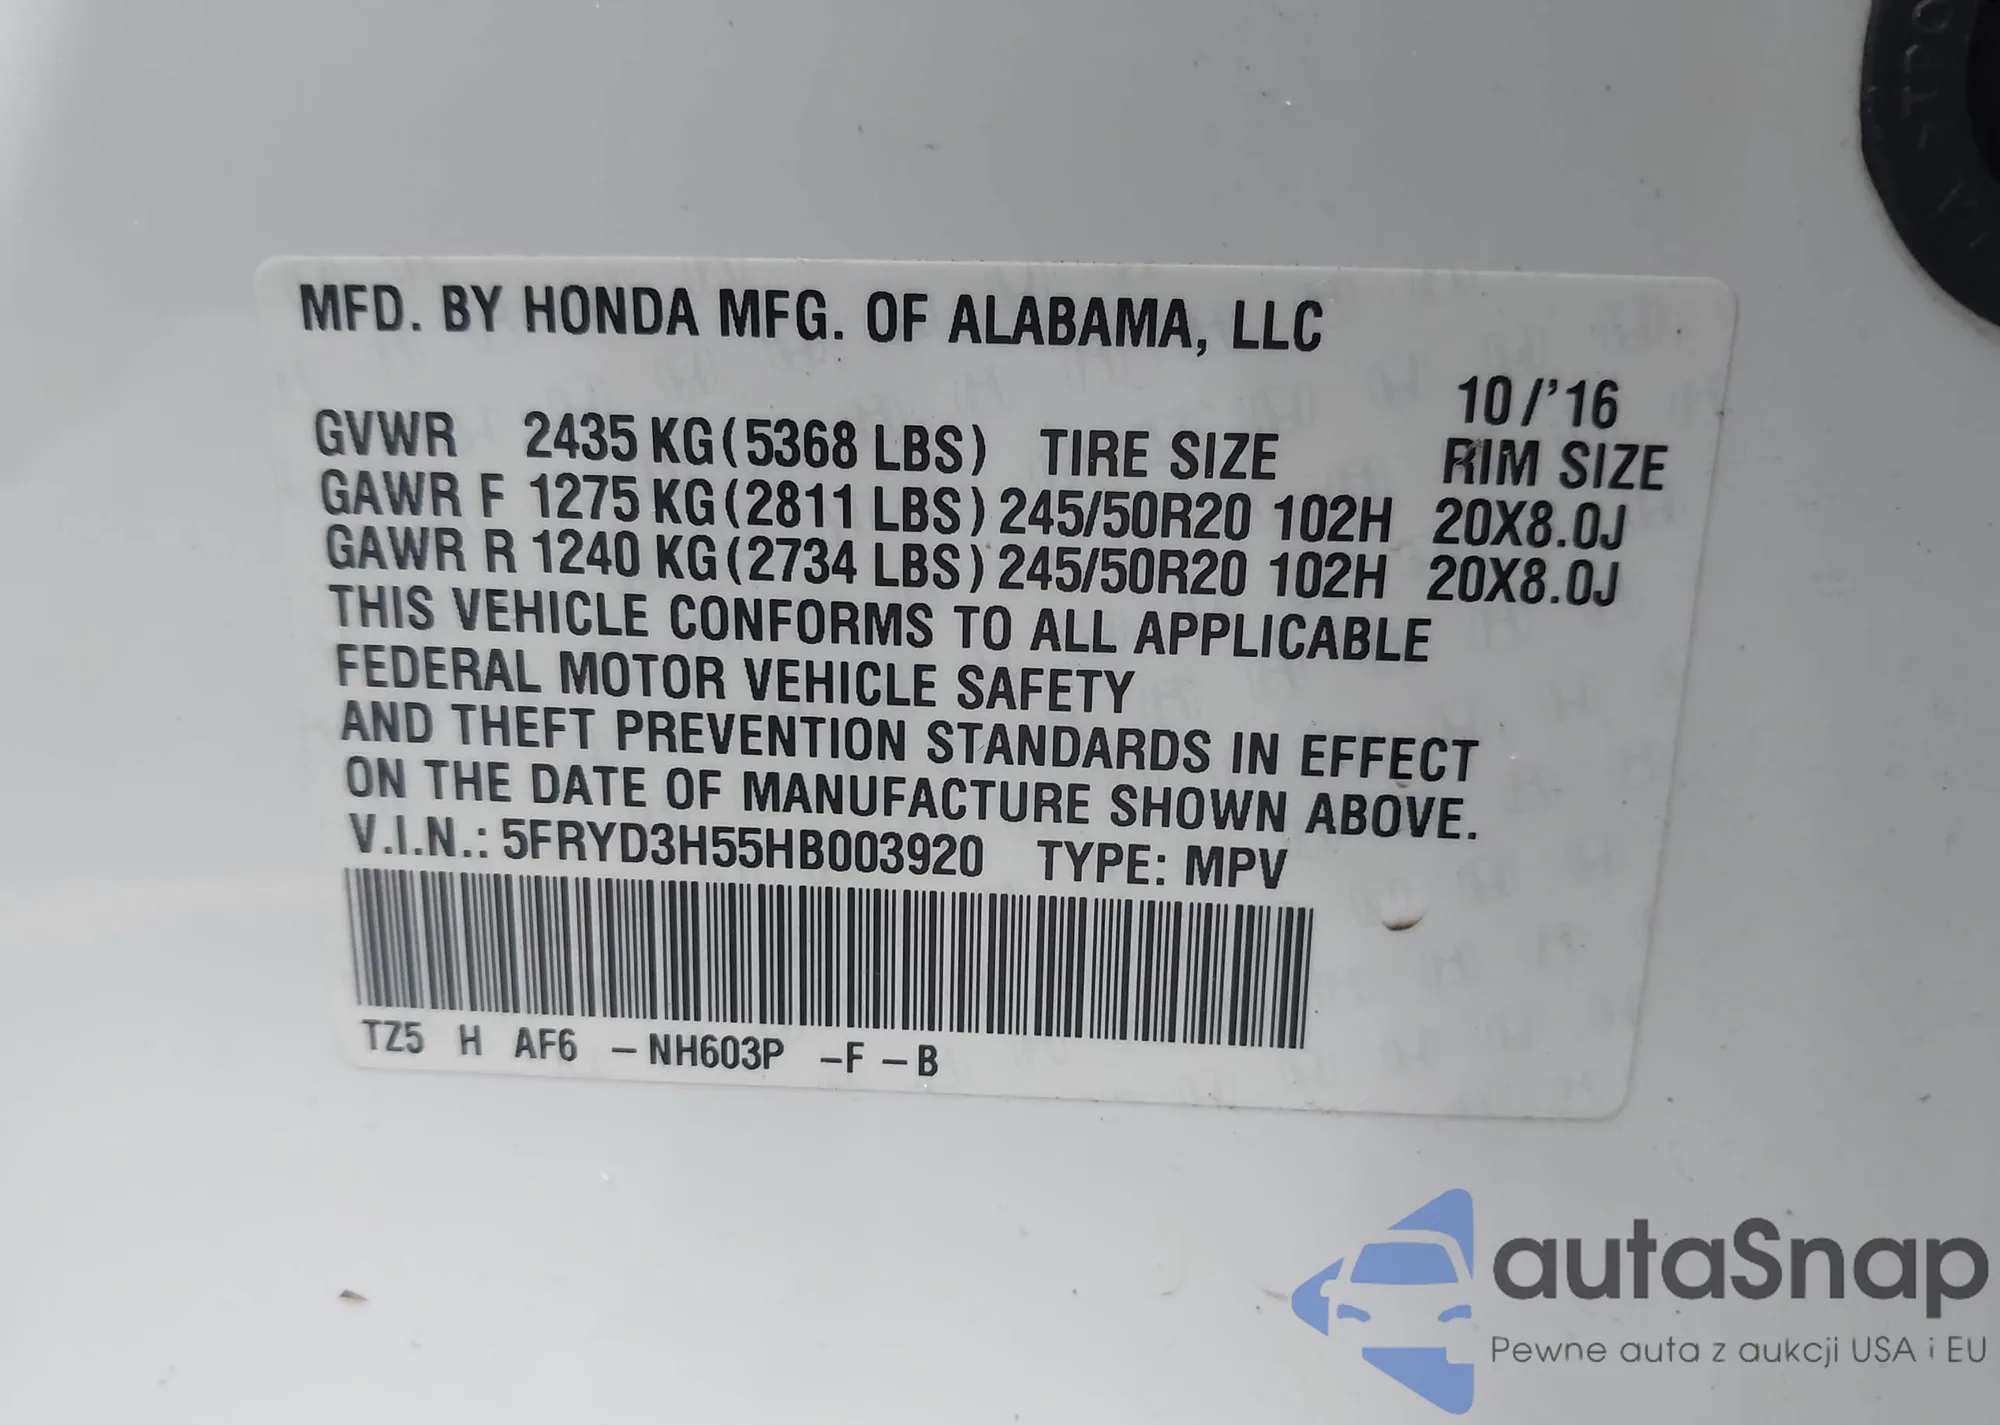 MFD. BY HONDA MFG. OF ALABAMA, LLC
10/'16
GVWR 2435 KG(5368 LBS) TIRE SIZE RIM SIZE
GAWR F 1275 KG(2811 LBS) 245/50R20 102H 20X8.0J
GAWR R 1240 KG(2734 LBS) 245/50R20 102H 20X8.0J
THIS VEHICLE CONFORMS TO ALL APPLICABLE
FEDERAL MOTOR VEHICLE SAFETY
AND THEFT PREVENTION STANDARDS IN EFFECT
ON THE DATE OF MANUFACTURE SHOWN ABOVE.
V.I.N.: 5FRYD3H55HB003920 TYPE: MPV
TZ5 H AF6 –NH603P –F –B
autaSnap
Pewne auta z aukcji USA i EU